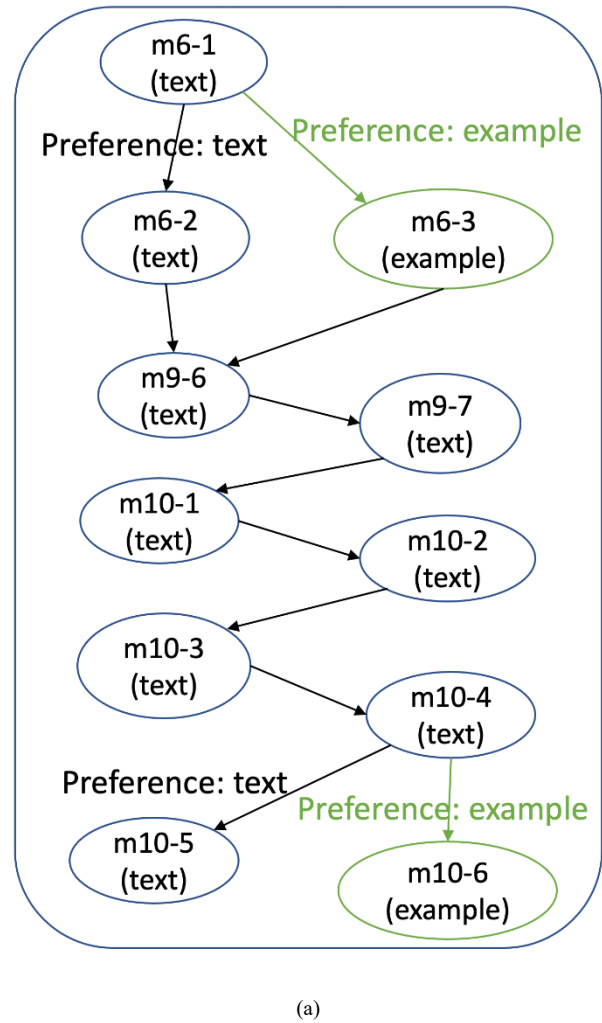 m6-1
(text)
Preference: text
Preference: example
m6-2
(text)
m6-3
(example)
m9-6
(text)
m9-7
(text)
m10-1
(text)
m10-2
(text)
m10-3
(text)
m10-4
(text)
Preference: text
Preference: example
m10-5
(text)
m10-6
(example)
(a)